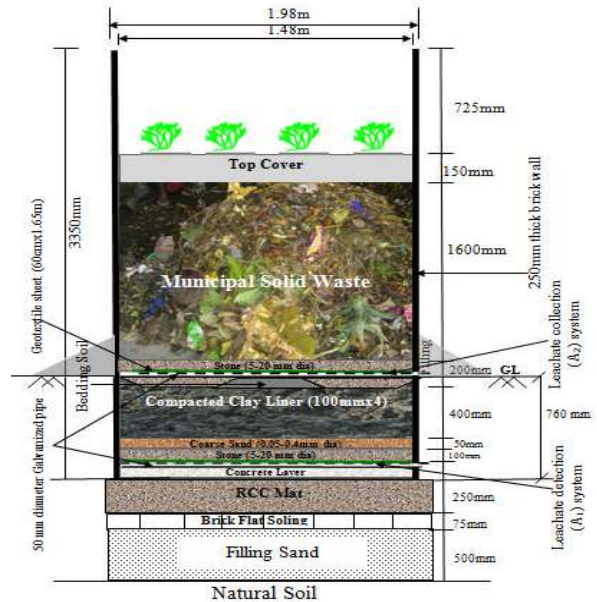 1.98m
1.48m
725mm
Top Cover
150mm
3350mm
Geotextile sheet (60mmx1.65m)
1600mm
250mm thick brick wall
Municipal Solid Waste
Leachate collection
(A₂) system
Bedding Soil
Filling
Stone (5-20 mm dia)
200mm
GL
Compacted Clay Liner (100mmx4)
400mm
760 mm
50 mm diameter Galvanized pipe
Coarse Sand (0.05-0.4mm dia)
50mm
Stone (5-20 mm dia)
100mm
Leachate detection
(A₁) system
Concrete Layer
RCC Mat
250mm
Brick Flat Soling
75mm
Filling Sand
500mm
Natural Soil